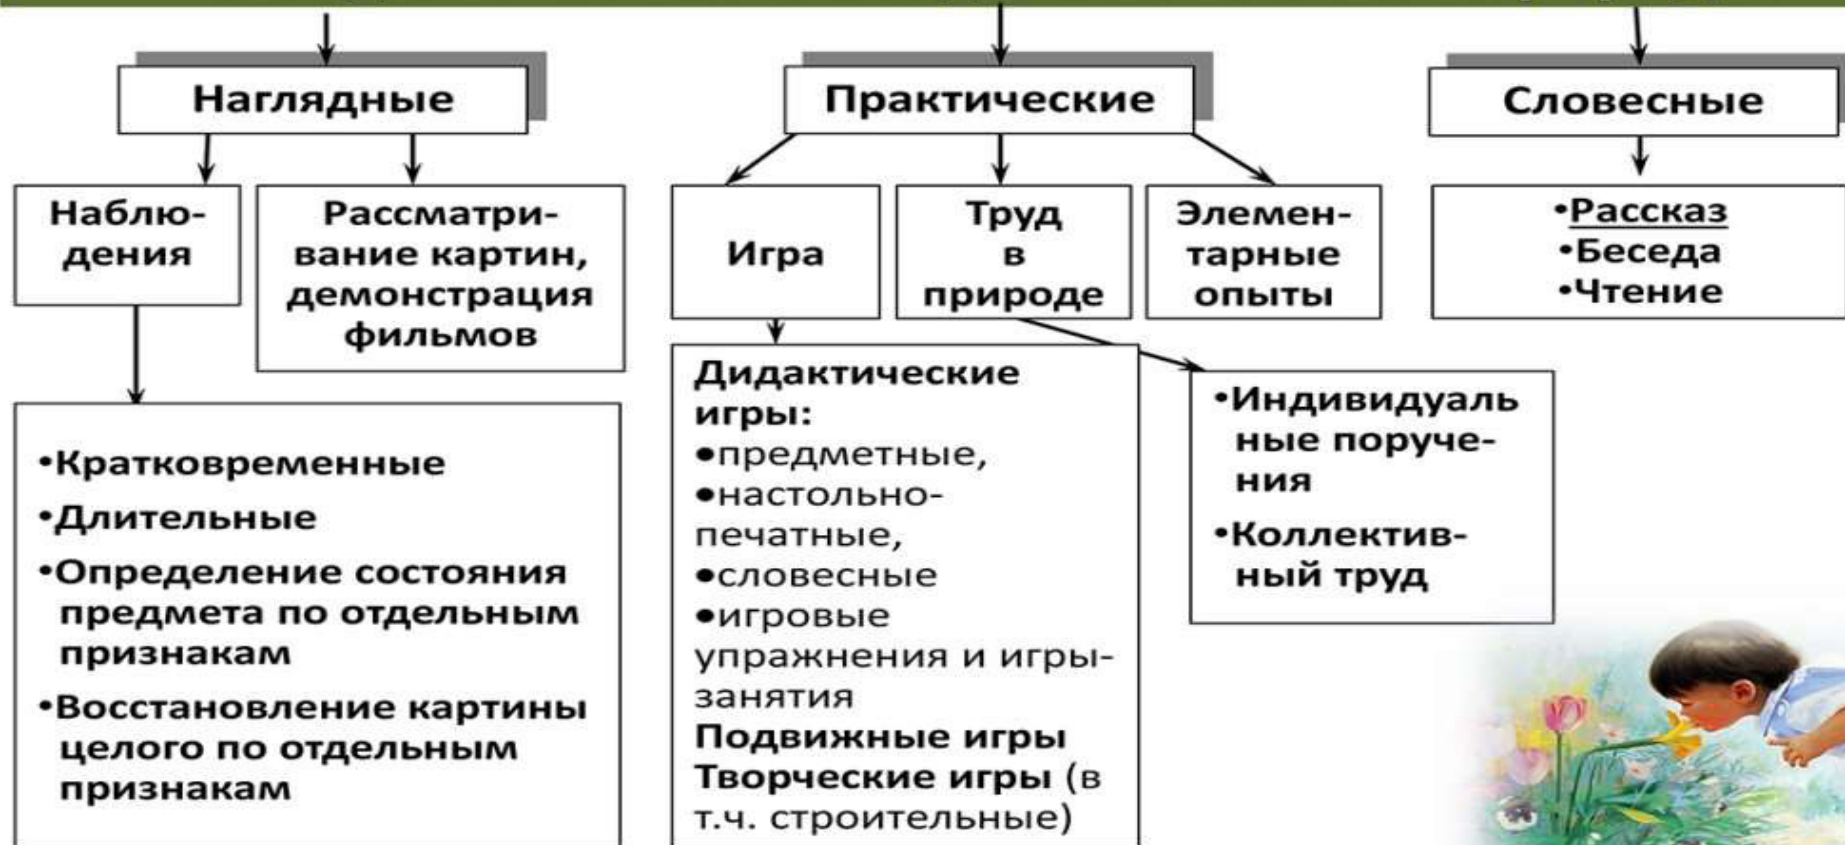 Наглядные
Практические
Словесные
Наблю-
дения
Рассматри-
вание картин,
демонстрация
фильмов
Игра
Труд
в
природе
Элемен-
тарные
опыты
•Рассказ
•Беседа
•Чтение
•Кратковременные
•Длительные
•Определение состояния
предмета по отдельным
признакам
•Восстановление картины
целого по отдельным
признакам
Дидактические
игры:
•предметные,
•настольно-
печатные,
•словесные
•игровые
упражнения и игры-
занятия
Подвижные игры
Творческие игры (в
т.ч. строительные)
•Индивидуаль
ные поруче-
ния
•Коллектив-
ный труд